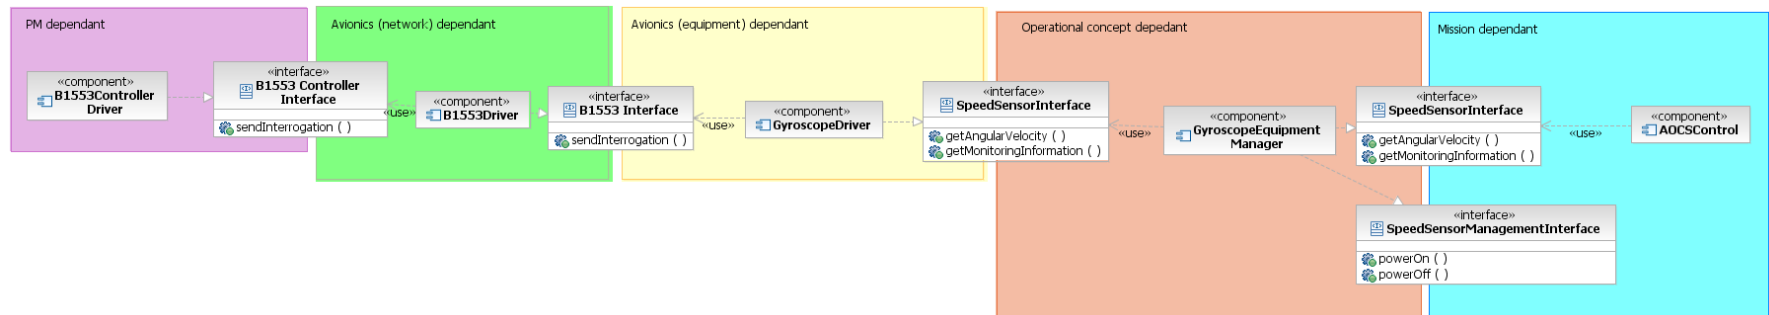 PM dependant
«component»
B1553Controller
Driver
«interface»
B1553 Controller
Interface
sendInterrogation ( )
Avionics (network) dependant
«use»
«component»
B1553Driver
«interface»
B1553 Interface
sendInterrogation ( )
Avionics (equipment) dependant
«use»
«component»
GyroscopeDriver
«interface»
SpeedSensorInterface
getAngularVelocity ( )
getMonitoringInformation ( )
Operational concept depedant
«use»
«component»
GyroscopeEquipment
Manager
«interface»
SpeedSensorInterface
getAngularVelocity ( )
getMonitoringInformation ( )
«interface»
SpeedSensorManagementInterface
powerOn ( )
powerOff ( )
Mission dependant
«use»
«component»
AOCSControl